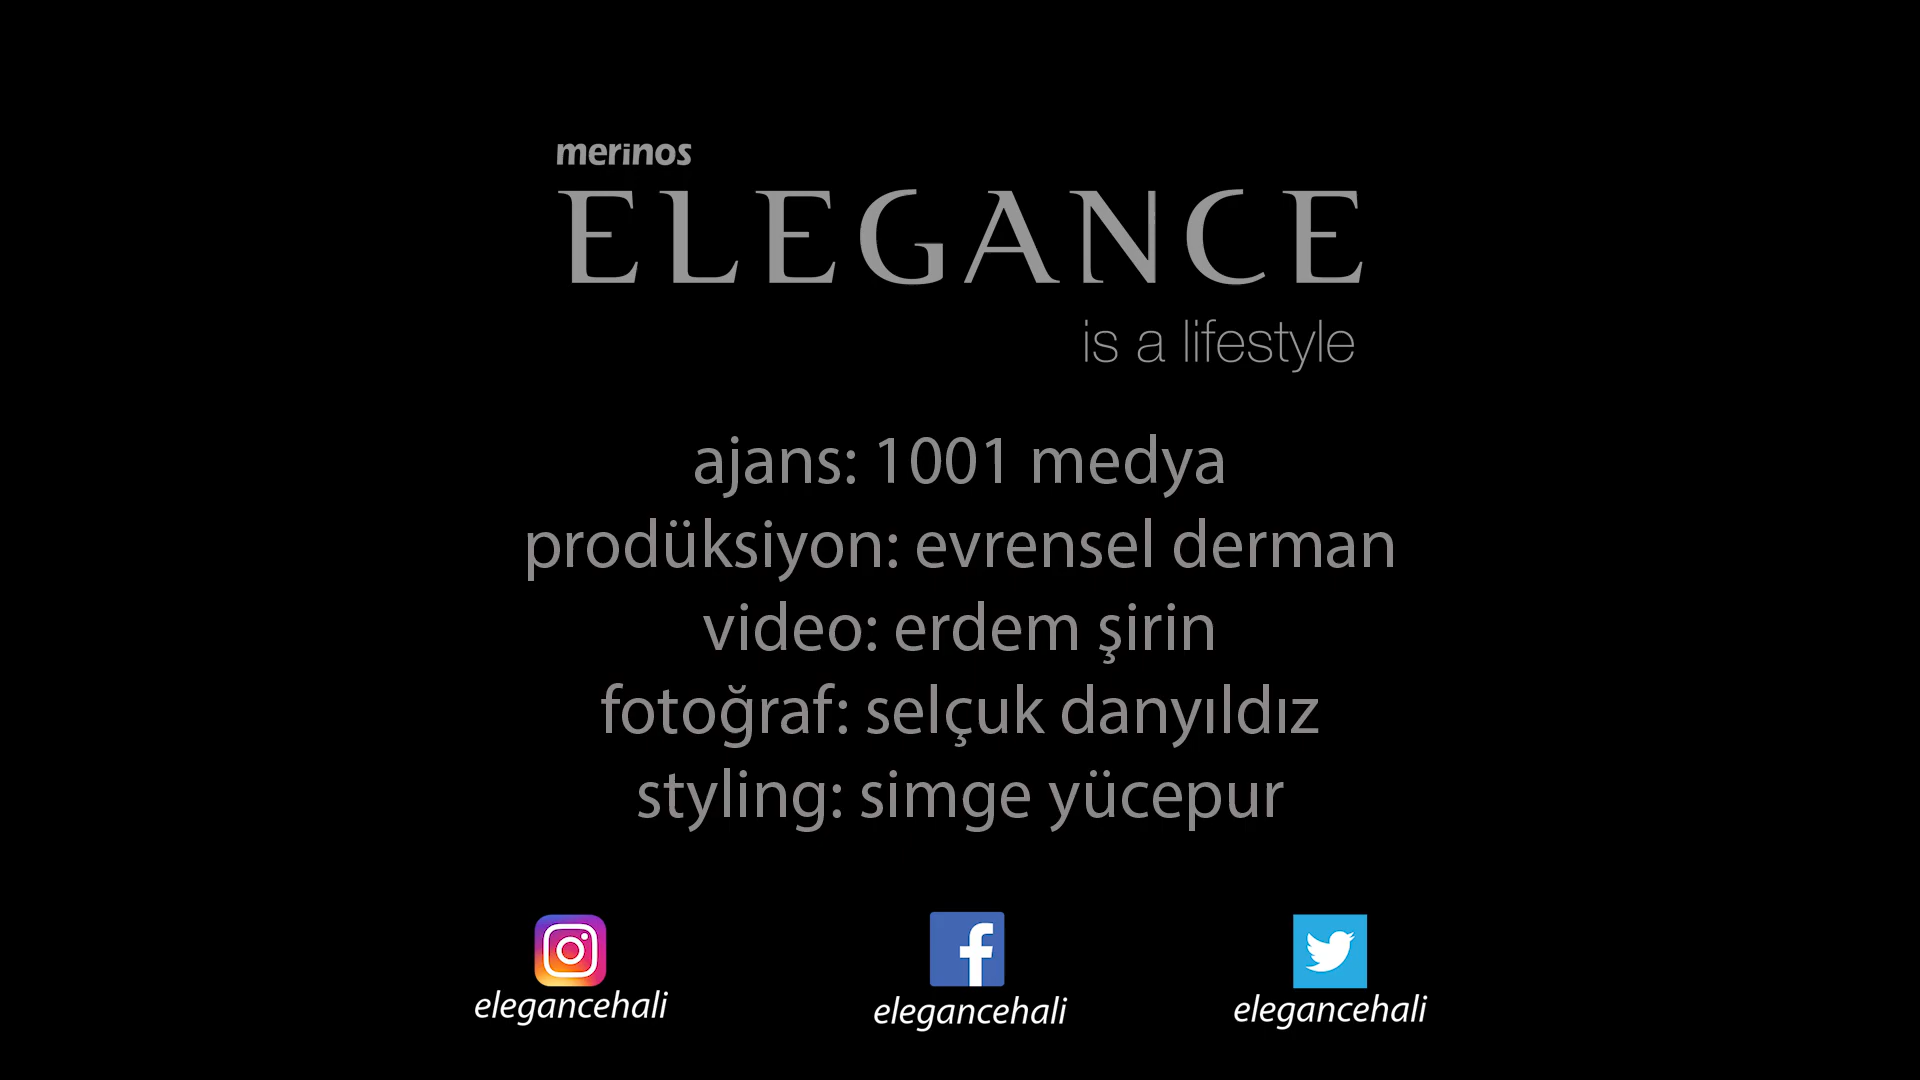 merinos
ELEGANCE
is a lifestyle
ajans: 1001 medya
prodüksiyon: evrensel derman
video: erdem şirin
fotoğraf: selçuk danyıldız
styling: simge yücepur
elegancehali
elegancehali
elegancehali